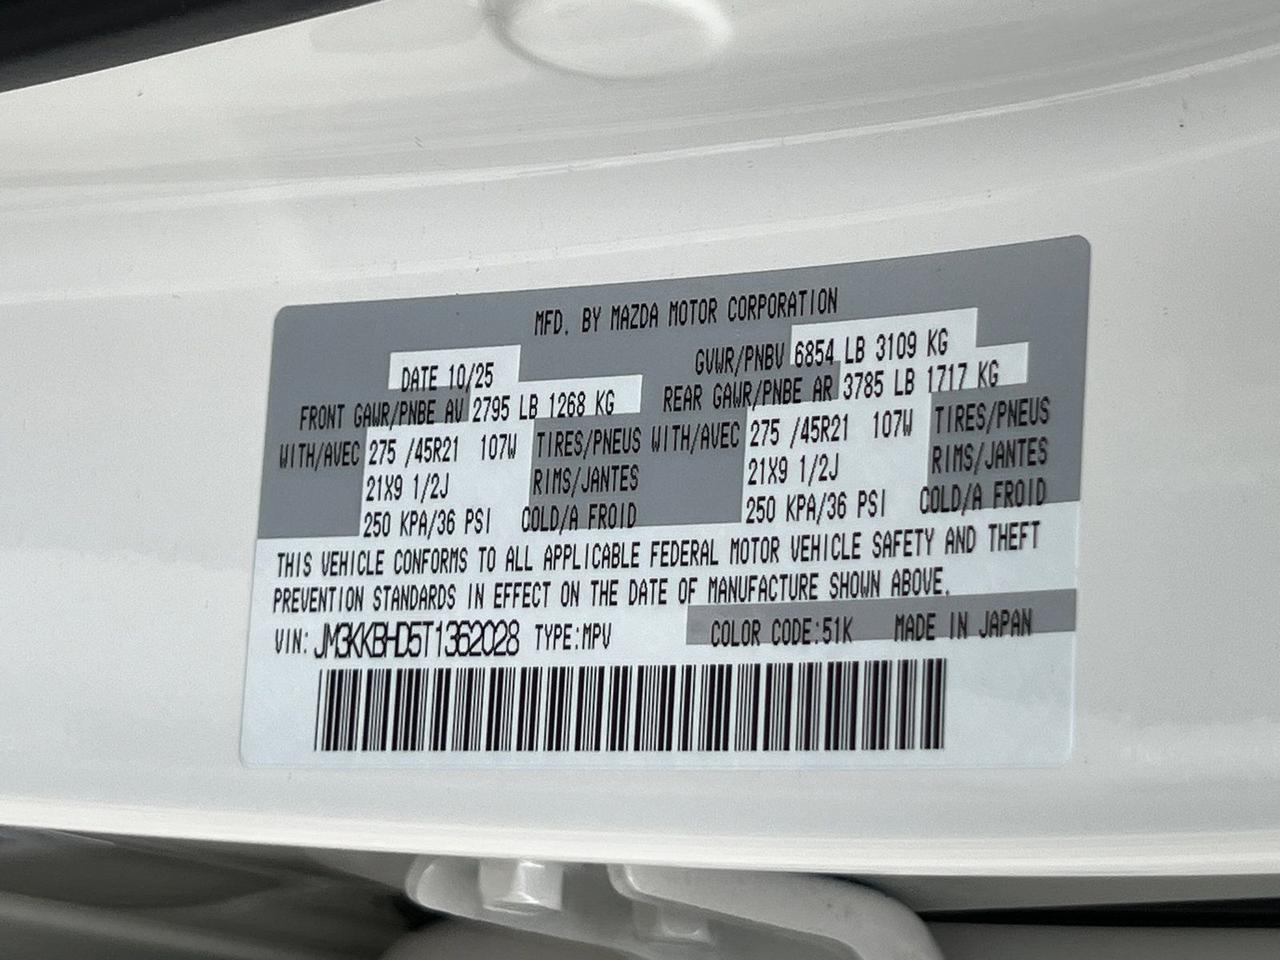 MFD. BY MAZDA MOTOR CORPORATION
DATE 10/25 GVWR/PNBV 6854 LB 3109 KG
FRONT GAWR/PNBE AV 2795 LB 1268 KG REAR GAWR/PNBE AR 3785 LB 1717 KG
WITH/AVEC 275 /45R21 107W TIRES/PNEUS WITH/AVEC 275 /45R21 107W TIRES/PNEUS
21X9 1/2J RIMS/JANTES 21X9 1/2J RIMS/JANTES
250 KPA/36 PSI COLD/A FROID 250 KPA/36 PSI COLD/A FROID
THIS VEHICLE CONFORMS TO ALL APPLICABLE FEDERAL MOTOR VEHICLE SAFETY AND THEFT
PREVENTION STANDARDS IN EFFECT ON THE DATE OF MANUFACTURE SHOWN ABOVE.
VIN: JM3KKBHD5T1362028 TYPE:MPV COLOR CODE:51K MADE IN JAPAN